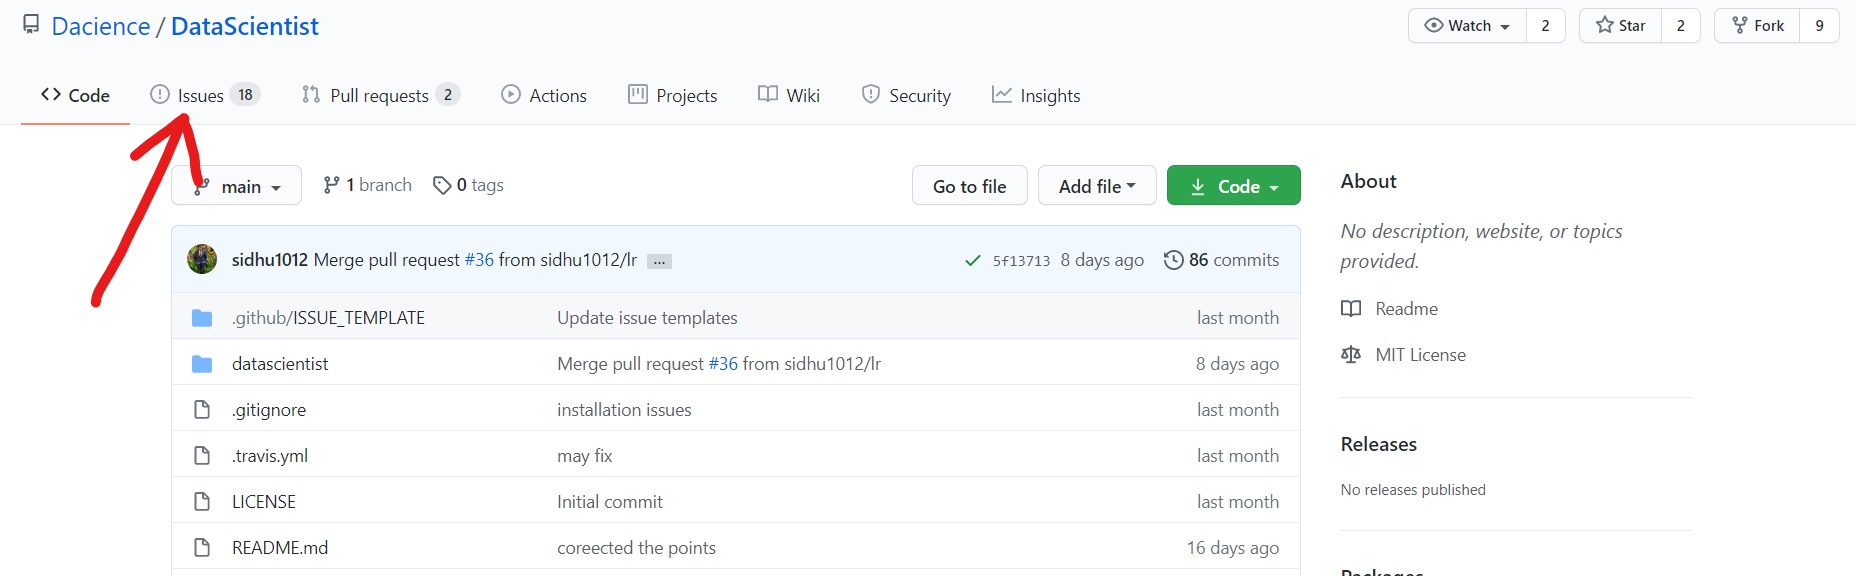 Dacience / DataScientist
Watch 2 Star 2 Fork 9
Code Issues 18 Pull requests 2 Actions Projects Wiki Security Insights
main 1 branch 0 tags Go to file Add file Code
sidhu1012 Merge pull request #36 from sidhu1012/lr ... 5f13713 8 days ago 86 commits
.github/ISSUE_TEMPLATE Update issue templates last month
datascientist Merge pull request #36 from sidhu1012/lr 8 days ago
.gitignore installation issues last month
.travis.yml may fix last month
LICENSE Initial commit last month
README.md coreected the points 16 days ago
About
No description, website, or topics
provided.
Readme
MIT License
Releases
No releases published
Packages